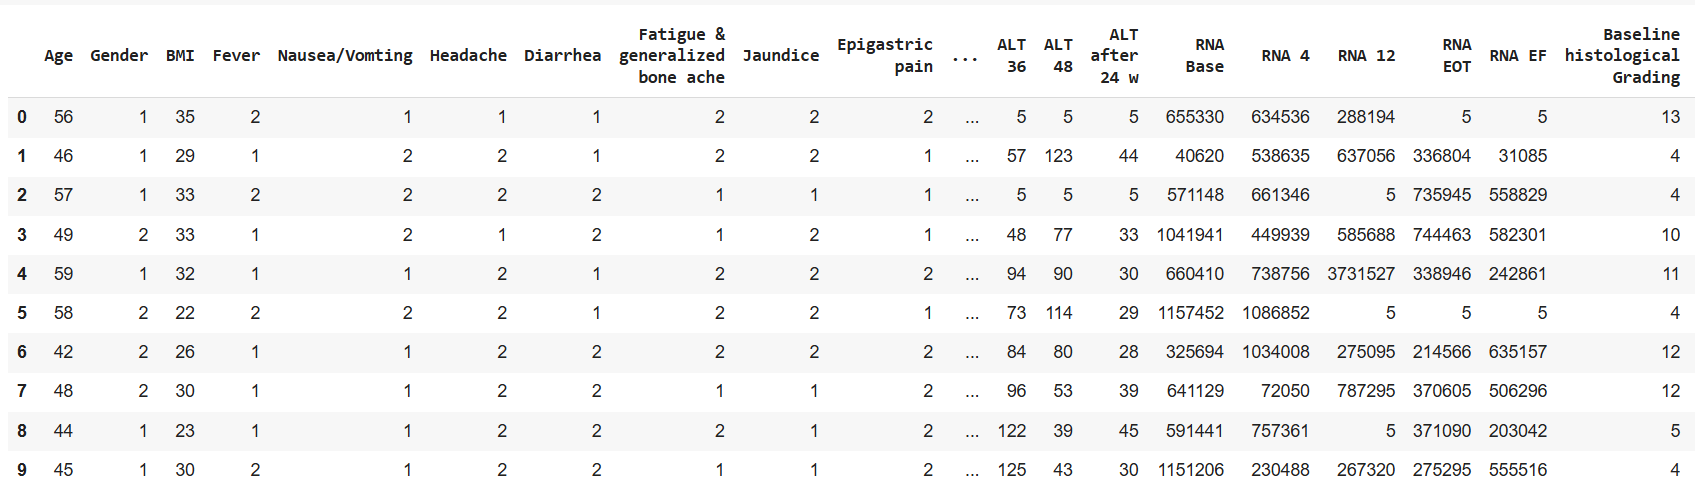 Age Gender BMI Fever Nausea/Vomting Headache Diarrhea Fatigue & generalized bone ache Jaundice Epigastric pain ... ALT 36 ALT 48 ALT after 24 w RNA Base RNA 4 RNA 12 RNA EOT RNA EF Baseline histological Grading
0 56 1 35 2 1 1 1 2 2 2 ... 5 5 5 655330 634536 288194 5 5 13
1 46 1 29 1 2 2 1 2 2 1 ... 57 123 44 40620 538635 637056 336804 31085 4
2 57 1 33 2 2 2 2 1 1 1 ... 5 5 5 571148 661346 5 735945 558829 4
3 49 2 33 1 2 1 2 1 2 1 ... 48 77 33 1041941 449939 585688 744463 582301 10
4 59 1 32 1 1 2 1 2 2 2 ... 94 90 30 660410 738756 3731527 338946 242861 11
5 58 2 22 2 2 2 1 2 2 1 ... 73 114 29 1157452 1086852 5 5 5 4
6 42 2 26 1 1 2 2 2 2 2 ... 84 80 28 325694 1034008 275095 214566 635157 12
7 48 2 30 1 1 2 2 1 1 2 ... 96 53 39 641129 72050 787295 370605 506296 12
8 44 1 23 1 1 2 2 2 1 2 ... 122 39 45 591441 757361 5 371090 203042 5
9 45 1 30 2 1 2 2 1 1 2 ... 125 43 30 1151206 230488 267320 275295 555516 4